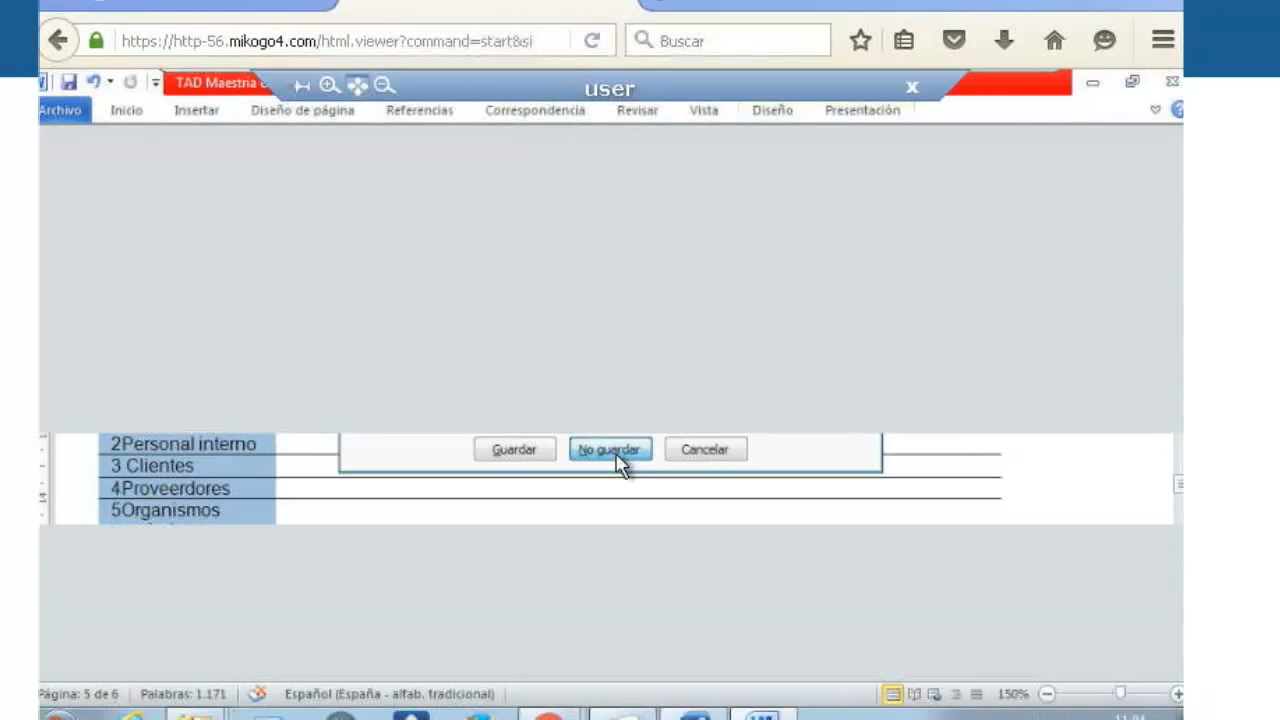 https://http-56.mikogo4.com/html.viewer?command=start&si
Buscar
TAD Maestria
user
x
Archivo Inicio Insertar Diseño de página Referencias Correspondencia Revisar Vista Diseño Presentación
2Personal interno
Guardar No guardar Cancelar
3 Clientes
4Proveerdores
5Organismos
Página: 5 de 6 Palabras: 1.171 Español (España - alfab. tradicional) 150%